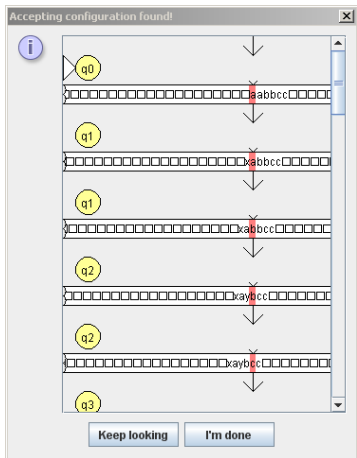 Accepting configuration found!
q0
aabbcc
q1
xabbcc
q1
xabbcc
q2
xaybcc
q2
xaybcc
q3
Keep looking
I'm done